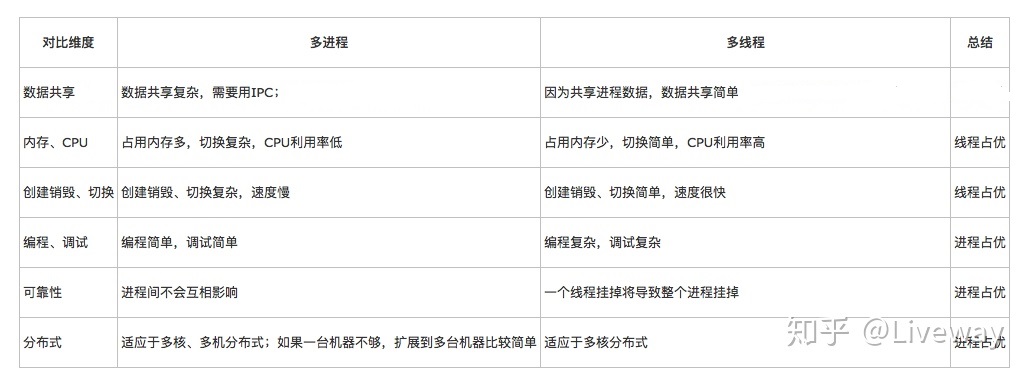 对比维度 多进程 多线程 总结
数据共享 数据共享复杂，需要用IPC； 因为共享进程数据，数据共享简单
内存、CPU 占用内存多，切换复杂，CPU利用率低 占用内存少，切换简单，CPU利用率高 线程占优
创建销毁、切换 创建销毁、切换复杂，速度慢 创建销毁、切换简单，速度很快 线程占优
编程、调试 编程简单，调试简单 编程复杂，调试复杂 进程占优
可靠性 进程间不会互相影响 一个线程挂掉将导致整个进程挂掉 进程占优
分布式 适应于多核、多机分布式；如果一台机器不够，扩展到多台机器比较简单 适应于多核分布式 进程占优
知乎 @Liveway